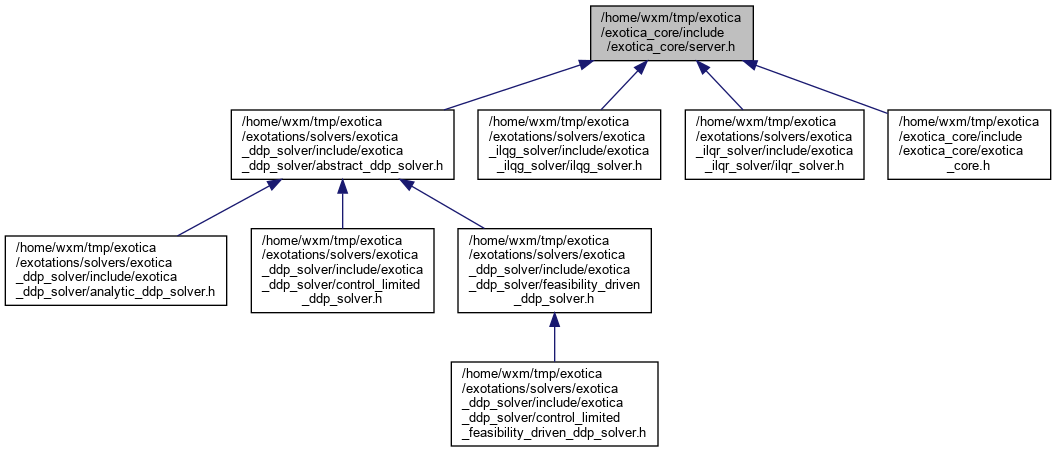 /home/wxm/tmp/exotica
/exotica_core/include
/exotica_core/server.h
/home/wxm/tmp/exotica
/exotations/solvers/exotica
_ddp_solver/include/exotica
_ddp_solver/abstract_ddp_solver.h
/home/wxm/tmp/exotica
/exotations/solvers/exotica
_ilqg_solver/include/exotica
_ilqg_solver/ilqg_solver.h
/home/wxm/tmp/exotica
/exotations/solvers/exotica
_ilqr_solver/include/exotica
_ilqr_solver/ilqr_solver.h
/home/wxm/tmp/exotica
/exotica_core/include
/exotica_core/exotica
_core.h
/home/wxm/tmp/exotica
/exotations/solvers/exotica
_ddp_solver/include/exotica
_ddp_solver/analytic_ddp_solver.h
/home/wxm/tmp/exotica
/exotations/solvers/exotica
_ddp_solver/include/exotica
_ddp_solver/control_limited
_ddp_solver.h
/home/wxm/tmp/exotica
/exotations/solvers/exotica
_ddp_solver/include/exotica
_ddp_solver/feasibility_driven
_ddp_solver.h
/home/wxm/tmp/exotica
/exotations/solvers/exotica
_ddp_solver/include/exotica
_ddp_solver/control_limited
_feasibility_driven_ddp_solver.h